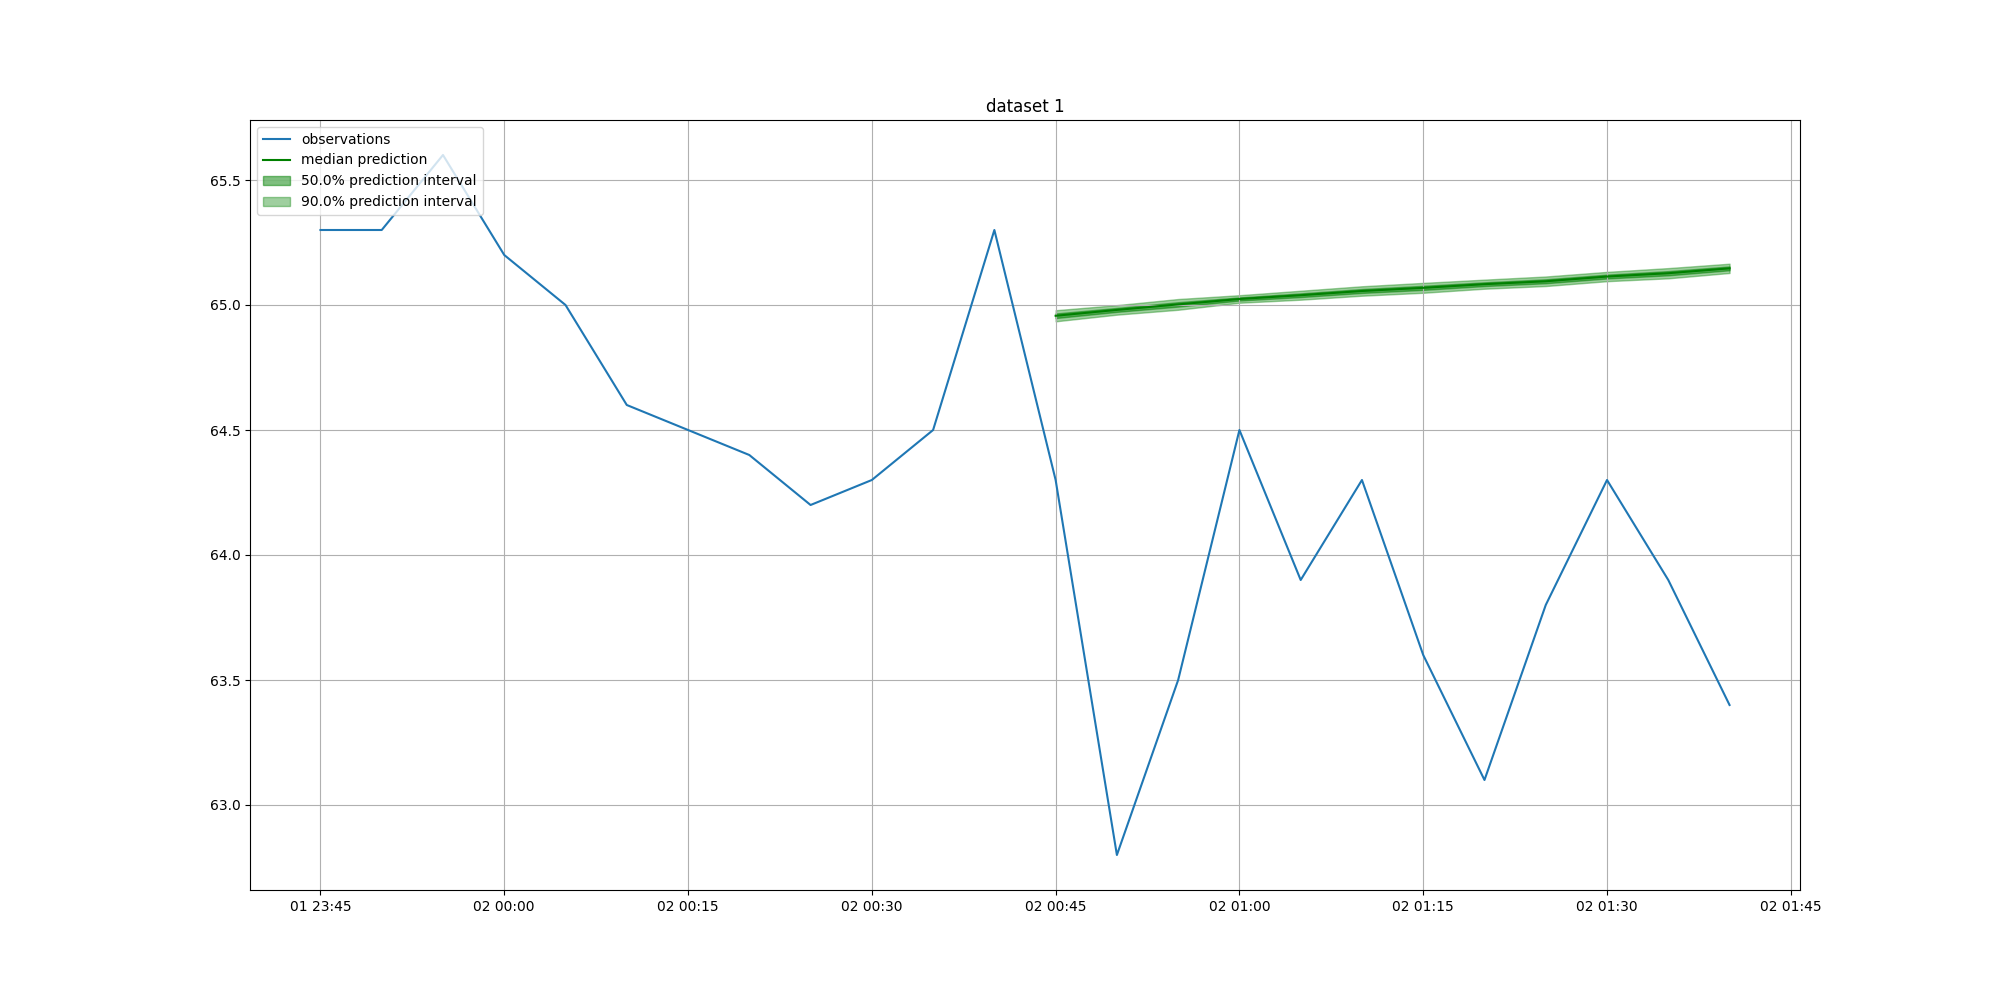 dataset 1
observations
median prediction
50.0% prediction interval
90.0% prediction interval
65.5
65.0
64.5
64.0
63.5
63.0
01 23:45 02 00:00 02 00:15 02 00:30 02 00:45 02 01:00 02 01:15 02 01:30 02 01:45